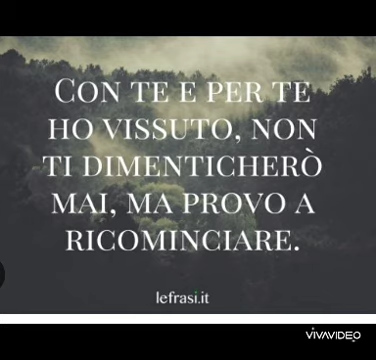 Con te e per te
ho vissuto, non
ti dimenticherò
mai, ma provo a
ricominciare.
lefrasi.it
VIVAVIDEO